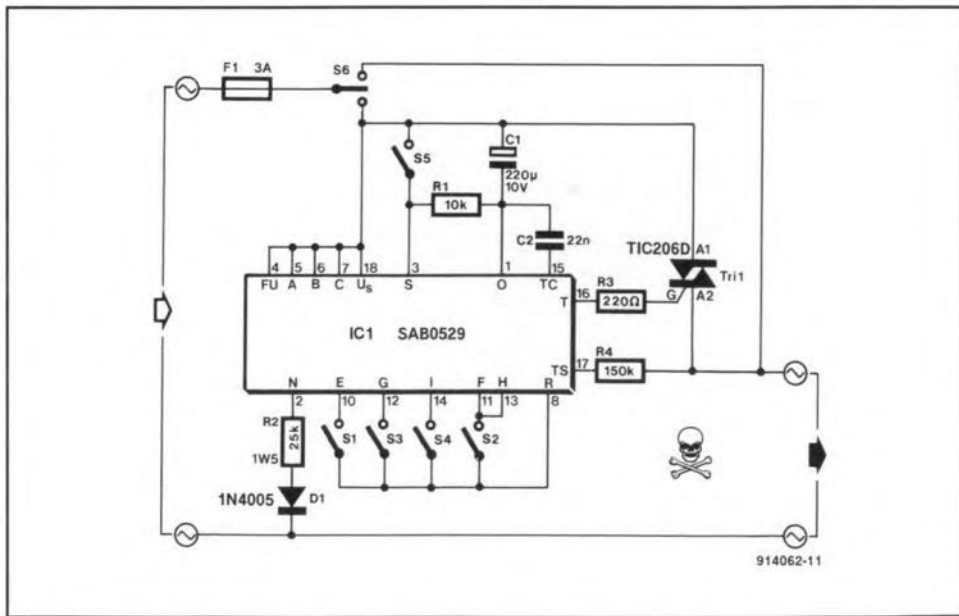 F1 3A
S6
S5
C1
220µ
10V
R1
10k
C2 22n
TIC206D A1
Tri1
G A2
4 5 6 7 18 3 1 15
FU A B C Us S O TC
T 16
R3
220Ω
IC1 SAB0529
R4
TS 17
150k
N E G I F H R
2 10 12 14 11 13 8
R2
25k
1W5
S1 S3 S4 S2
1N4005 D1
914062-11